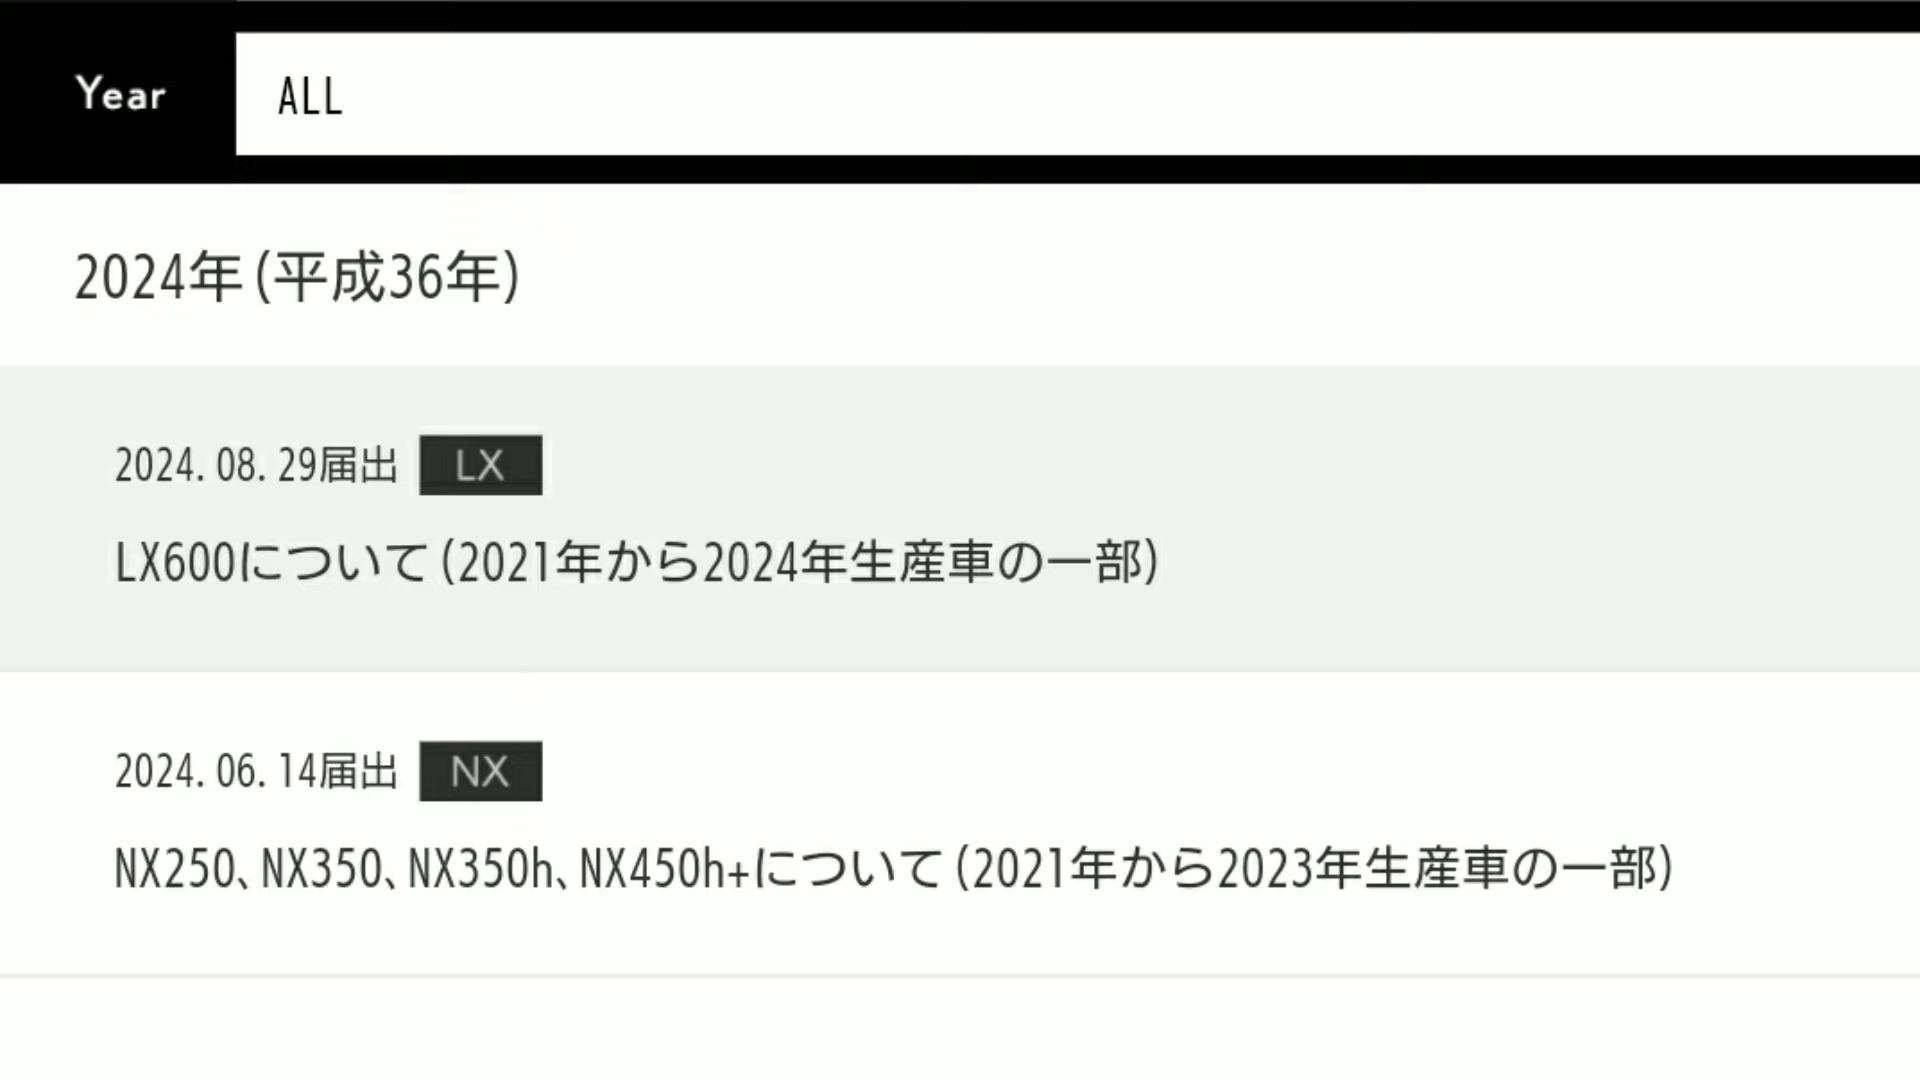 Year
ALL
2024年(平成36年)
2024.08.29届出 LX
LX600について(2021年から2024年生産車の一部)
2024.06.14届出 NX
NX250、NX350、NX350h、NX450h+について(2021年から2023年生産車の一部)